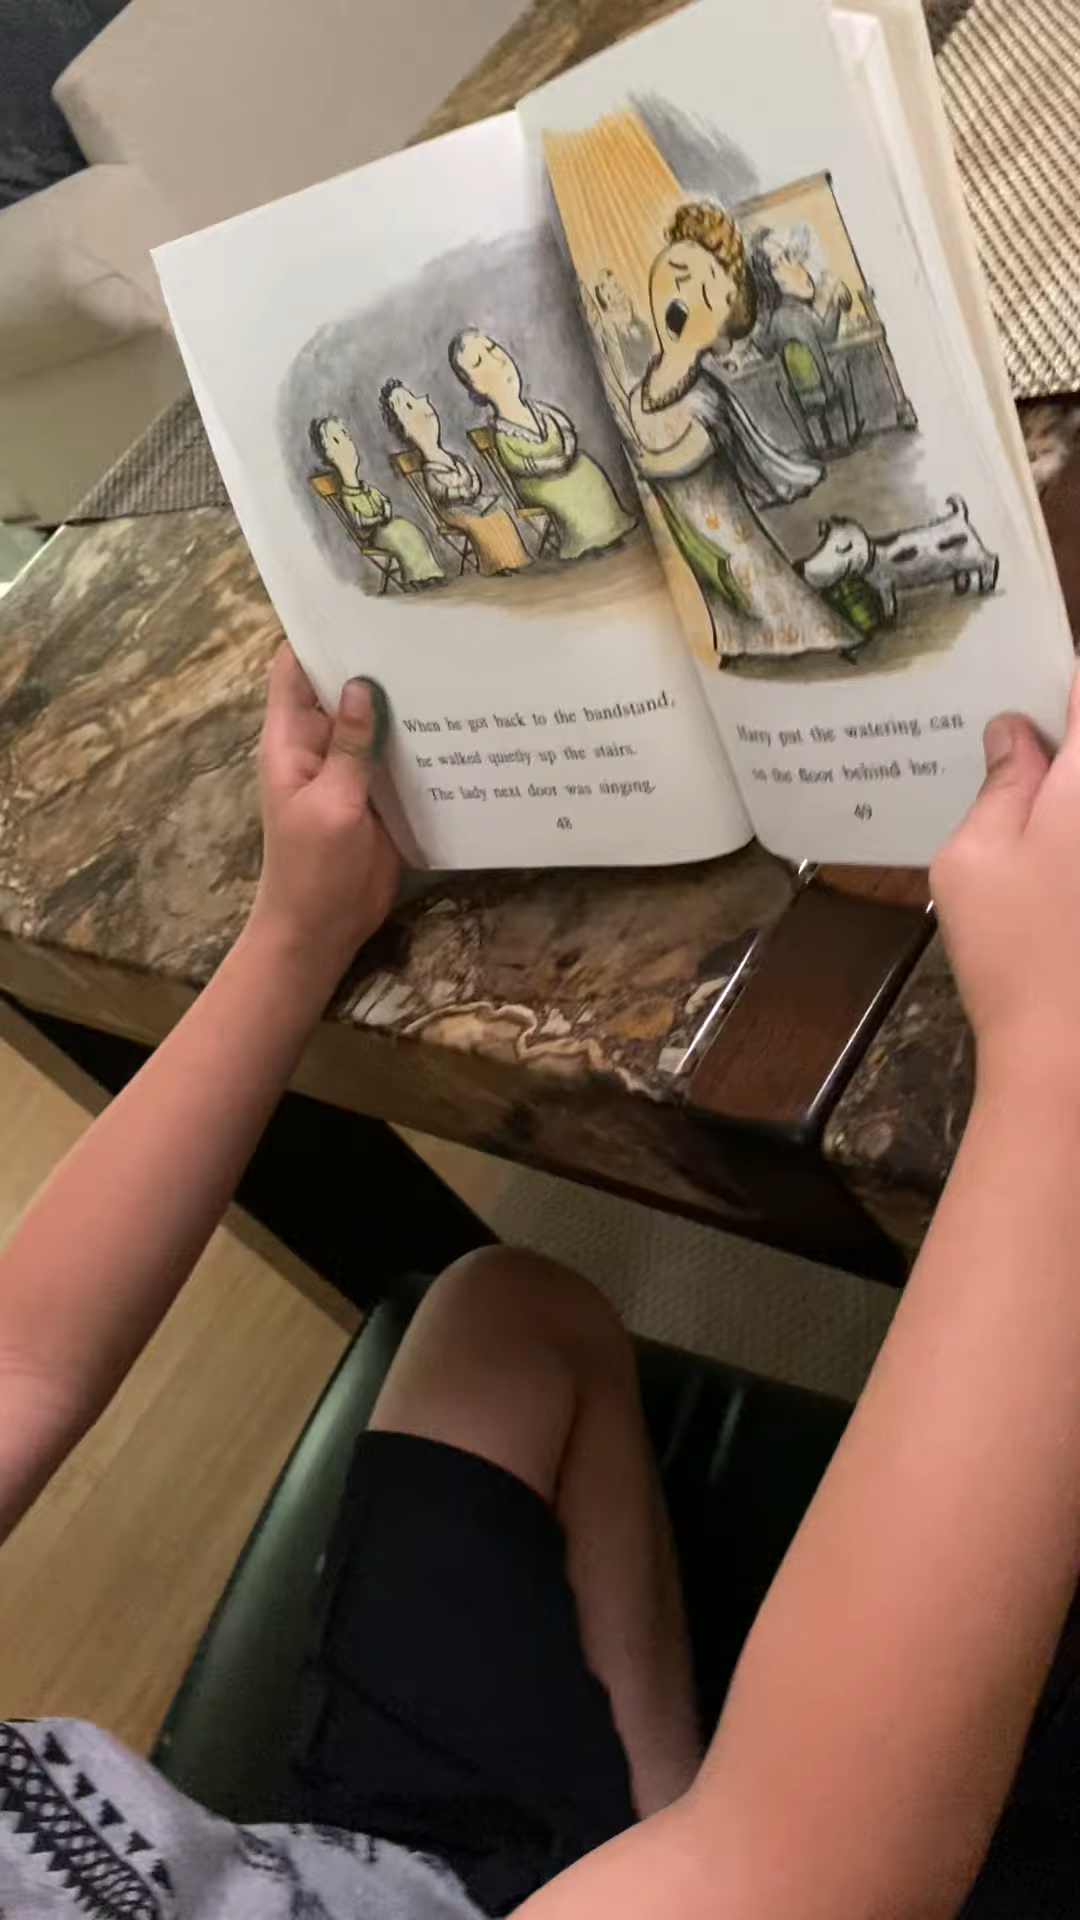 When he got back to the bandstand,
he walked quietly up the stairs.
The lady next door was singing.
48
Harry put the watering can
on the floor behind her.
49